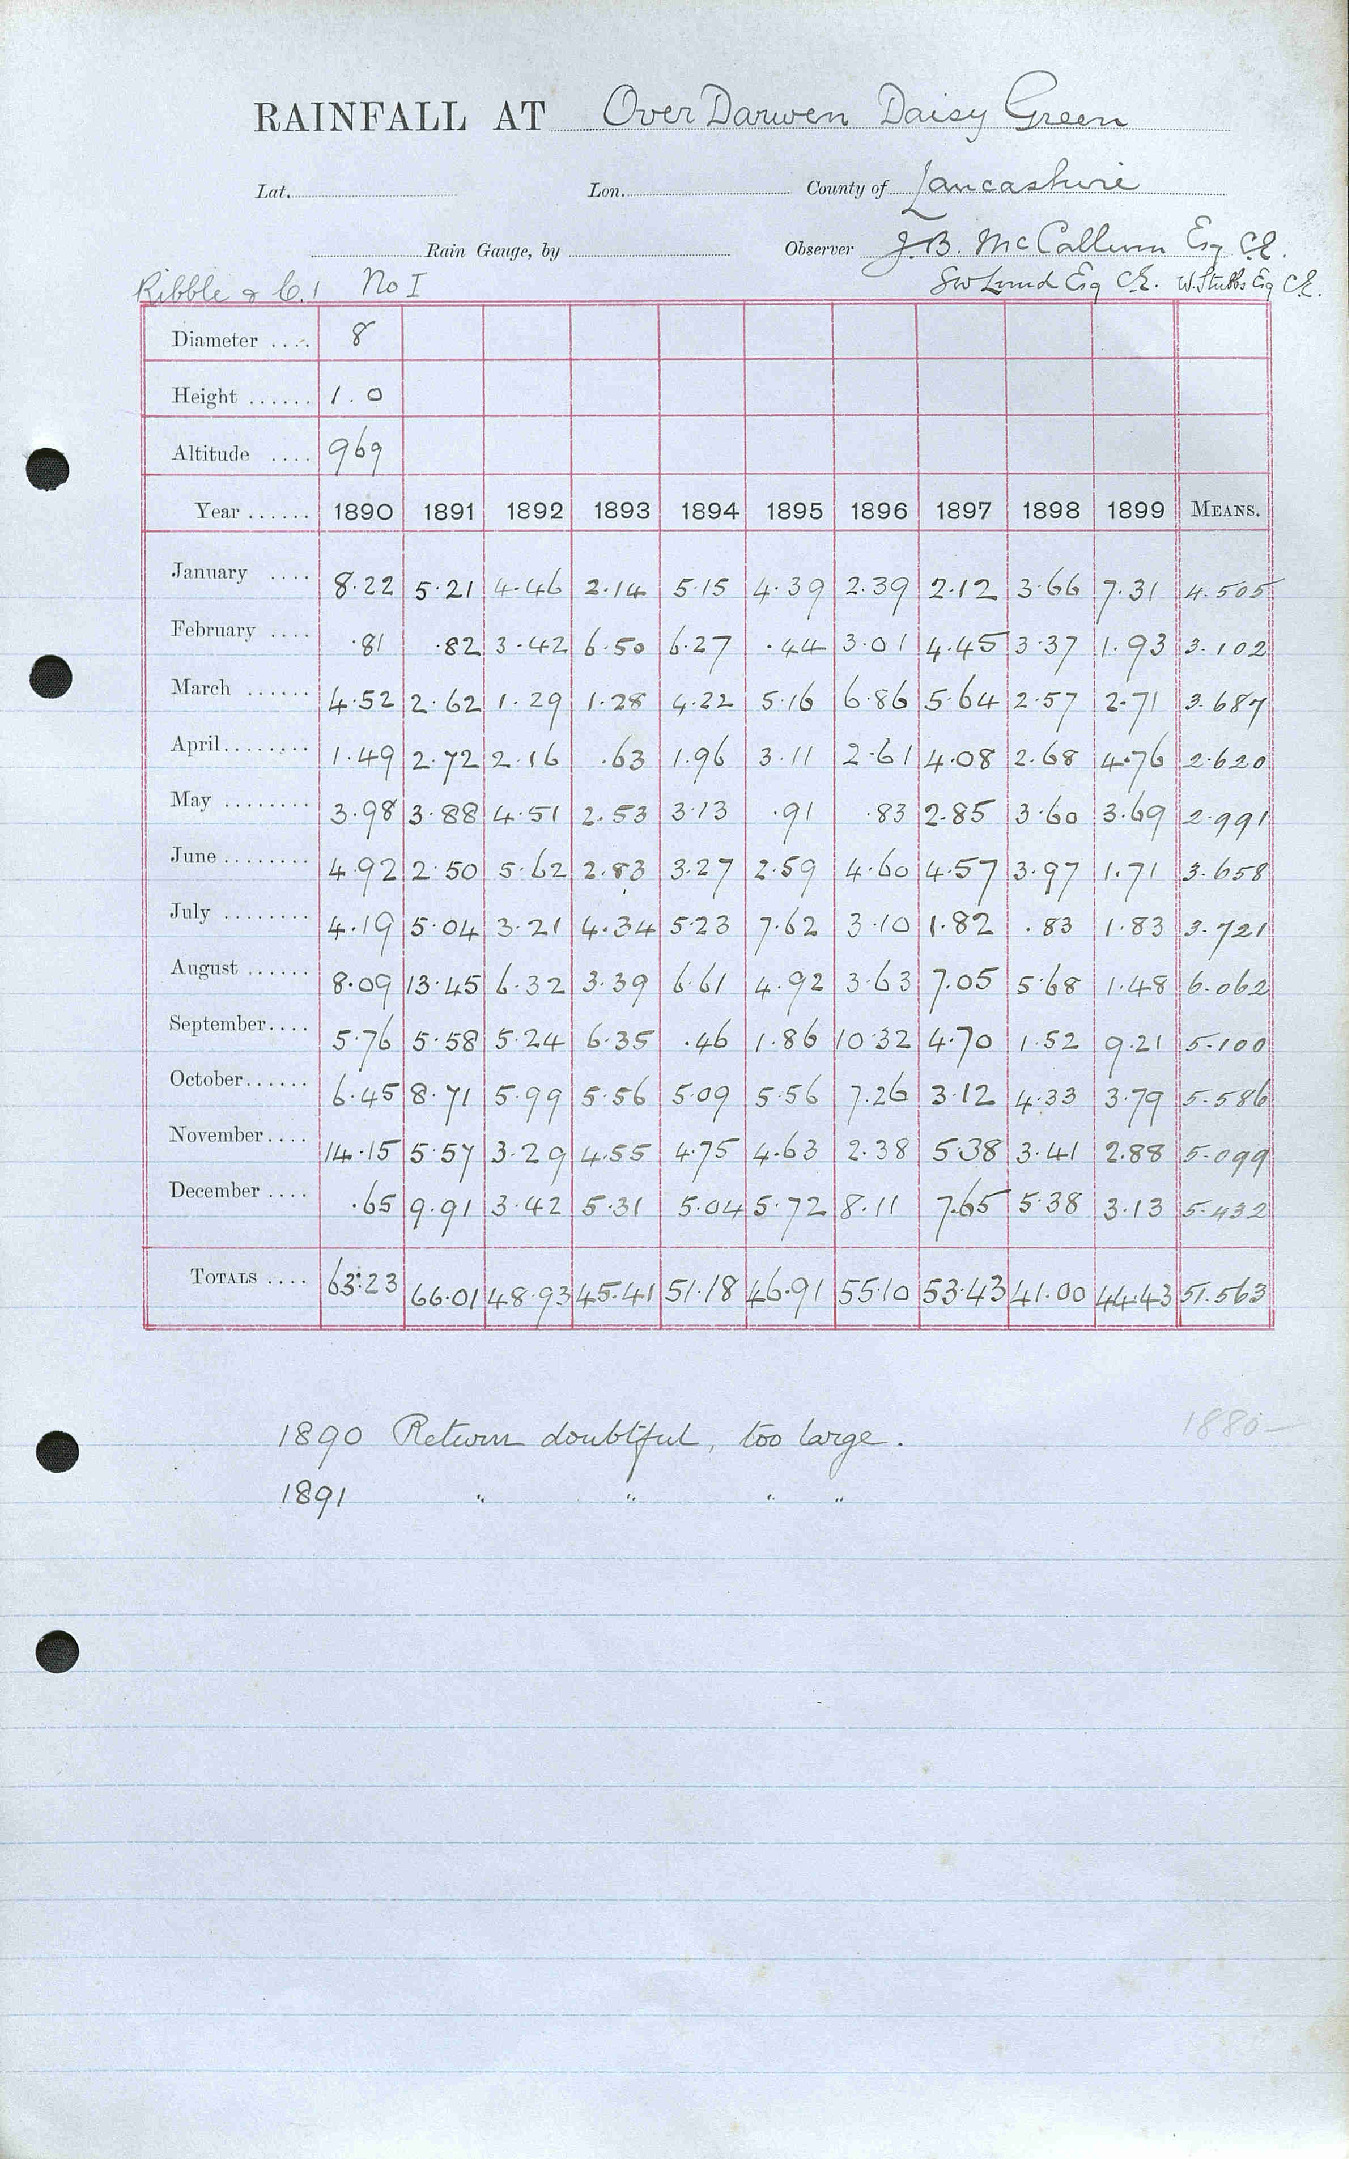 RAINFALL AT Over Darwen Daisy Green
Lat. Lon. County of Lancashire
Rain Gauge, by Observer J.B. McCallum Esq C.E.
Ribble & C.1 No I Lund Esq C.E. W. Stubbs Esq C.E.
Diameter .... 8
Height ...... 1.0
Altitude .... 969
Year ...... 1890 1891 1892 1893 1894 1895 1896 1897 1898 1899 MEANS.
January .... 8.22 5.21 4.46 2.14 5.15 4.39 2.39 2.12 3.66 7.31 4.505
February .... .81 .82 3.42 6.50 6.27 .44 3.01 4.45 3.37 1.93 3.102
March ...... 4.52 2.62 1.29 1.28 4.22 5.16 6.86 5.64 2.57 2.71 3.687
April........ 1.49 2.72 2.16 .63 1.96 3.11 2.61 4.08 2.68 4.76 2.620
May ........ 3.98 3.88 4.51 2.53 3.13 .91 .83 2.85 3.60 3.69 2.991
June ........ 4.92 2.50 5.62 2.83 3.27 2.59 4.60 4.57 3.97 1.71 3.658
July ........ 4.19 5.04 3.21 4.34 5.23 7.62 3.10 1.82 .83 1.83 3.721
August ...... 8.09 13.45 6.32 3.39 6.61 4.92 3.63 7.05 5.68 1.48 6.062
September.... 5.76 5.58 5.24 6.35 .46 1.86 10.32 4.70 1.52 9.21 5.100
October...... 6.45 8.71 5.99 5.56 5.09 5.56 7.26 3.12 4.33 3.79 5.586
November.... 14.15 5.57 3.29 4.55 4.75 4.63 2.38 5.38 3.41 2.88 5.099
December .... .65 9.91 3.42 5.31 5.04 5.72 8.11 7.65 5.38 3.13 5.432
TOTALS .... 63.23 66.01 48.93 45.41 51.18 46.91 55.10 53.43 41.00 44.43 51.563
1890 Return doubtful, too large. 1880-
1891 " " " "